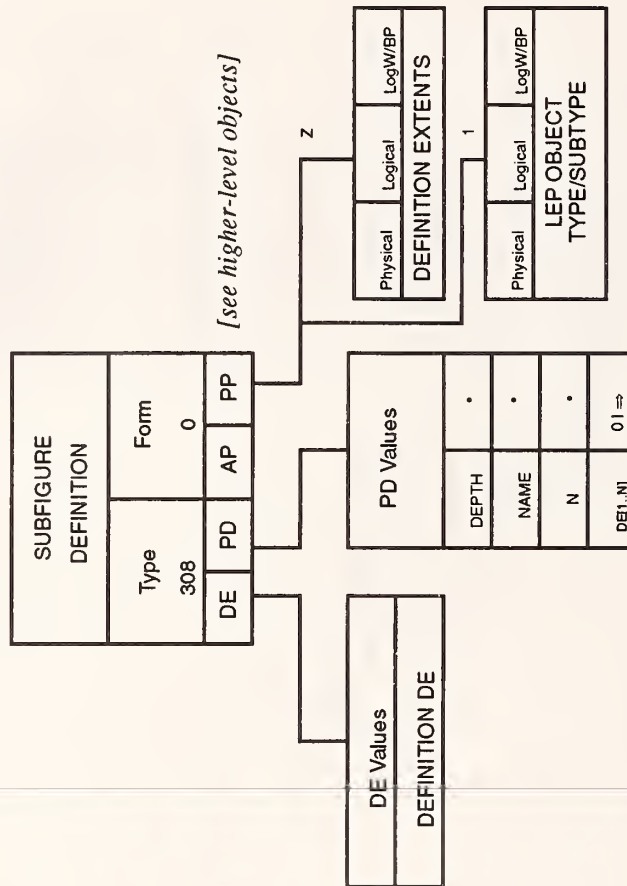 SUBFIGURE
DEFINITION
Type
308
Form
0
DE
PD
AP
PP
[see higher-level objects]
DE Values
DEFINITION DE
PD Values
DEPTH •
NAME •
N •
DE[1..N] 0 | ⇒
Z
Physical Logical LogW/BP
DEFINITION EXTENTS
1
Physical Logical LogW/BP
LEP OBJECT
TYPE/SUBTYPE